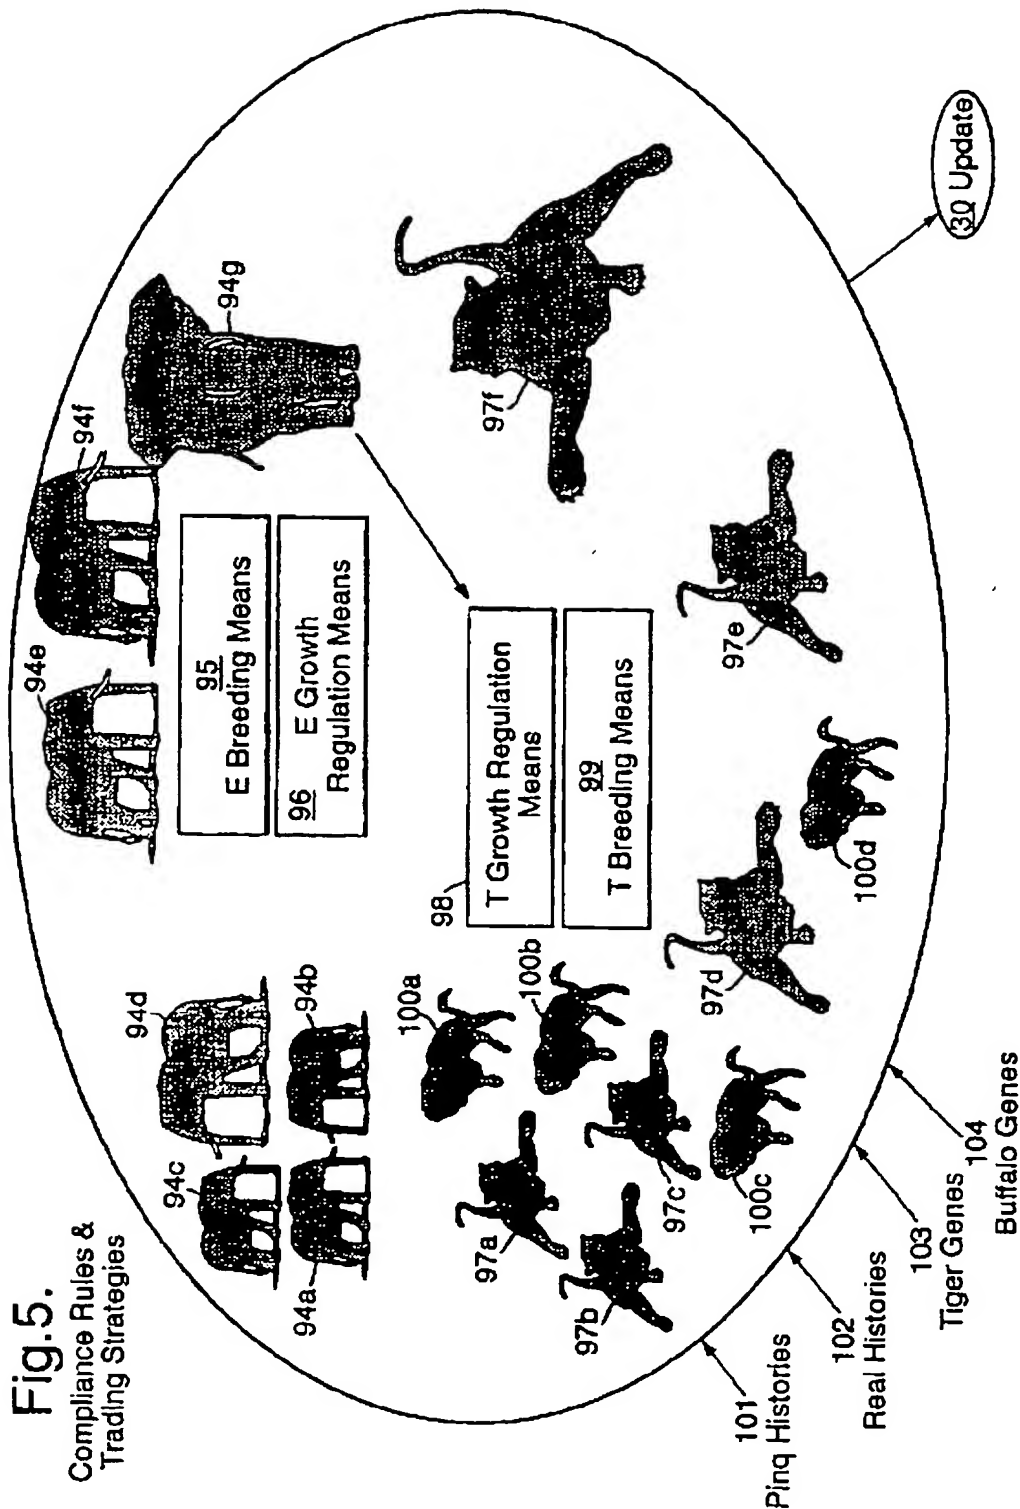 Fig.5.
Compliance Rules &
Trading Strategies
94c
94d
94e
94f
94a
94b
94g
95
E Breeding Means
96 E Growth
Regulation Means
98
T Growth Regulation
Means
99
T Breeding Means
100a
100b
97a
97b
97c
100c
97d
100d
97e
97f
101
Pinq Histories
102
Real Histories
103
Tiger Genes
104
Buffalo Genes
30 Update